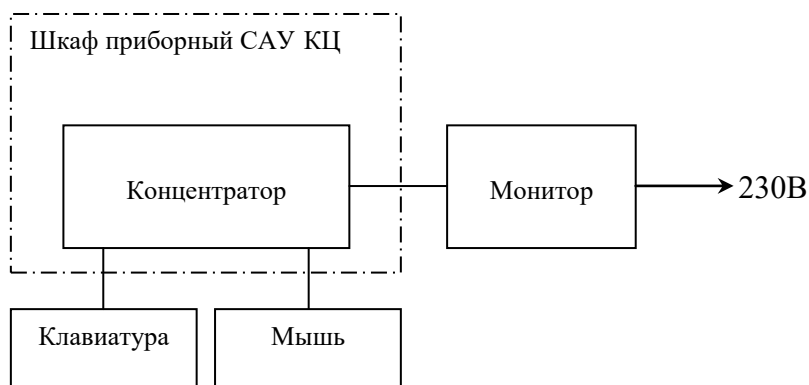 Шкаф приборный САУ КЦ
Концентратор
Монитор
230В
Клавиатура
Мышь